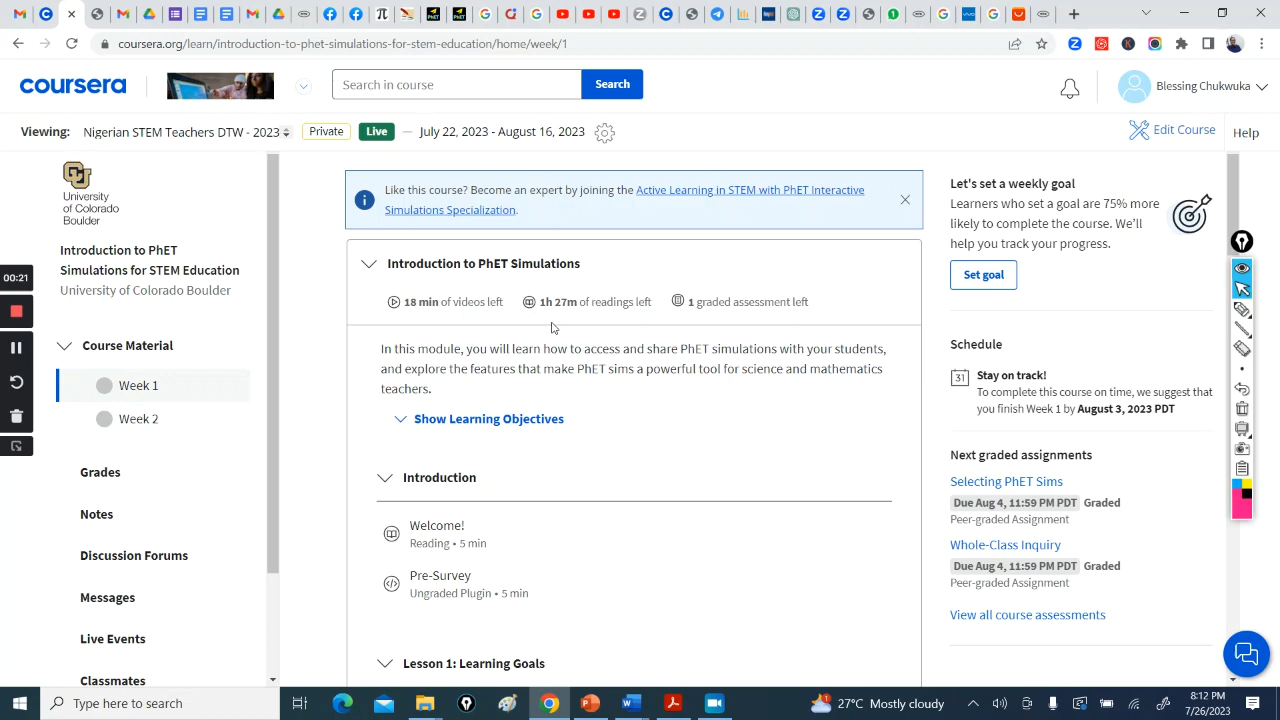 coursera.org/learn/introduction-to-phet-simulations-for-stem-education/home/week/1
coursera
Search in course
Search
Blessing Chukwuka
Viewing:
Nigerian STEM Teachers DTW - 2023
Private
Live
— July 22, 2023 - August 16, 2023
Edit Course
Help
University
of Colorado
Boulder
Introduction to PhET
Simulations for STEM Education
University of Colorado Boulder
00:21
Course Material
Week 1
Week 2
Grades
Notes
Discussion Forums
Messages
Live Events
Classmates
Like this course? Become an expert by joining the Active Learning in STEM with PhET Interactive
Simulations Specialization.
Introduction to PhET Simulations
18 min of videos left
1h 27m of readings left
1 graded assessment left
In this module, you will learn how to access and share PhET simulations with your students,
and explore the features that make PhET sims a powerful tool for science and mathematics
teachers.
Show Learning Objectives
Introduction
Welcome!
Reading • 5 min
Pre-Survey
Ungraded Plugin • 5 min
Lesson 1: Learning Goals
Let's set a weekly goal
Learners who set a goal are 75% more
likely to complete the course. We'll
help you track your progress.
Set goal
Schedule
31
Stay on track!
To complete this course on time, we suggest that
you finish Week 1 by August 3, 2023 PDT
Next graded assignments
Selecting PhET Sims
Due Aug 4, 11:59 PM PDT Graded
Peer-graded Assignment
Whole-Class Inquiry
Due Aug 4, 11:59 PM PDT Graded
Peer-graded Assignment
View all course assessments
Type here to search
27°C Mostly cloudy
8:12 PM
7/26/2023